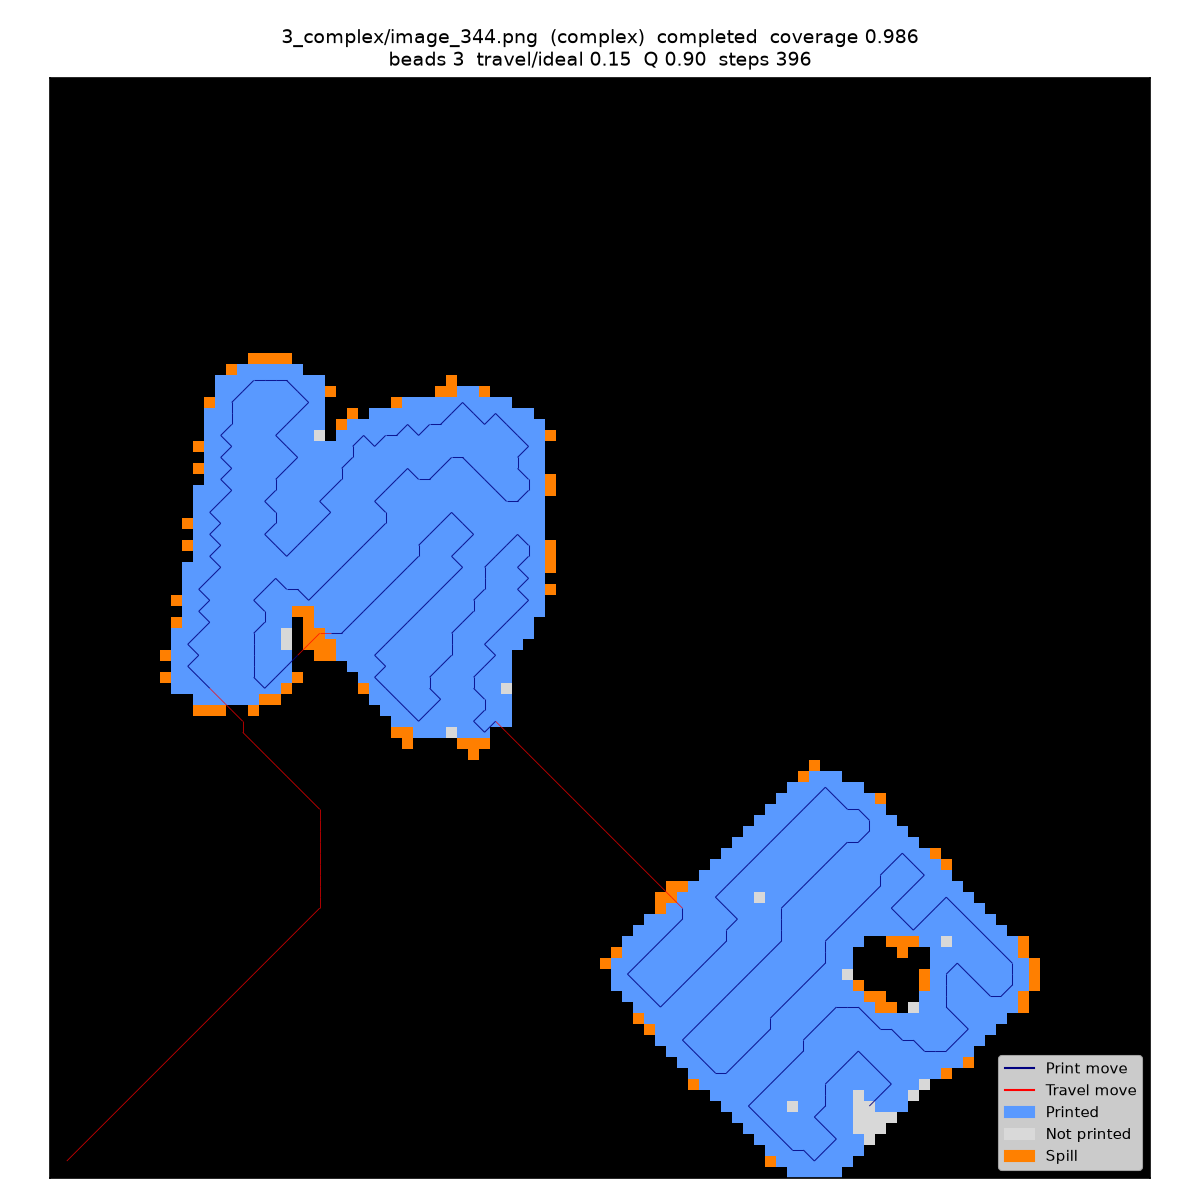 3_complex/image_344.png  (complex)  completed  coverage 0.986
beads 3  travel/ideal 0.15  Q 0.90  steps 396
Print move
Travel move
Printed
Not printed
Spill